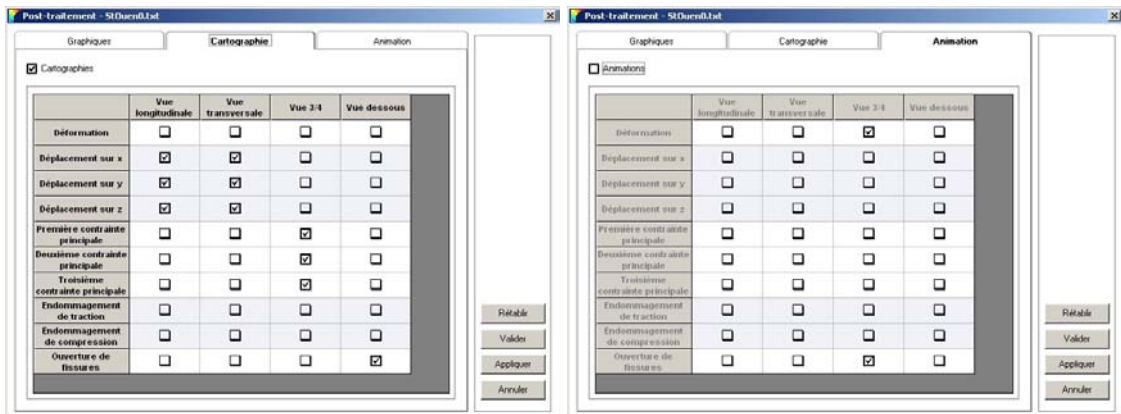 Post-traitement - StOuen0.txt
Graphiques
Cartographie
Animation
Cartographies
Vue longitudinale
Vue transversale
Vue 3/4
Vue dessous
Déformation
Déplacement sur x
Déplacement sur y
Déplacement sur z
Première contrainte
principale
Deuxième contrainte
principale
Troisième
contrainte principale
Endommagement
de traction
Endommagement
de compression
Ouverture de
fissures
Rétablir
Valider
Appliquer
Annuler
Post-traitement - StOuen0.txt
Graphiques
Cartographie
Animation
Animations
Vue longitudinale
Vue transversale
Vue 3/4
Vue dessous
Déformation
Déplacement sur x
Déplacement sur y
Déplacement sur z
Première contrainte
principale
Deuxième contrainte
principale
Troisième
contrainte principale
Endommagement
de traction
Endommagement
de compression
Ouverture de
fissures
Rétablir
Valider
Appliquer
Annuler